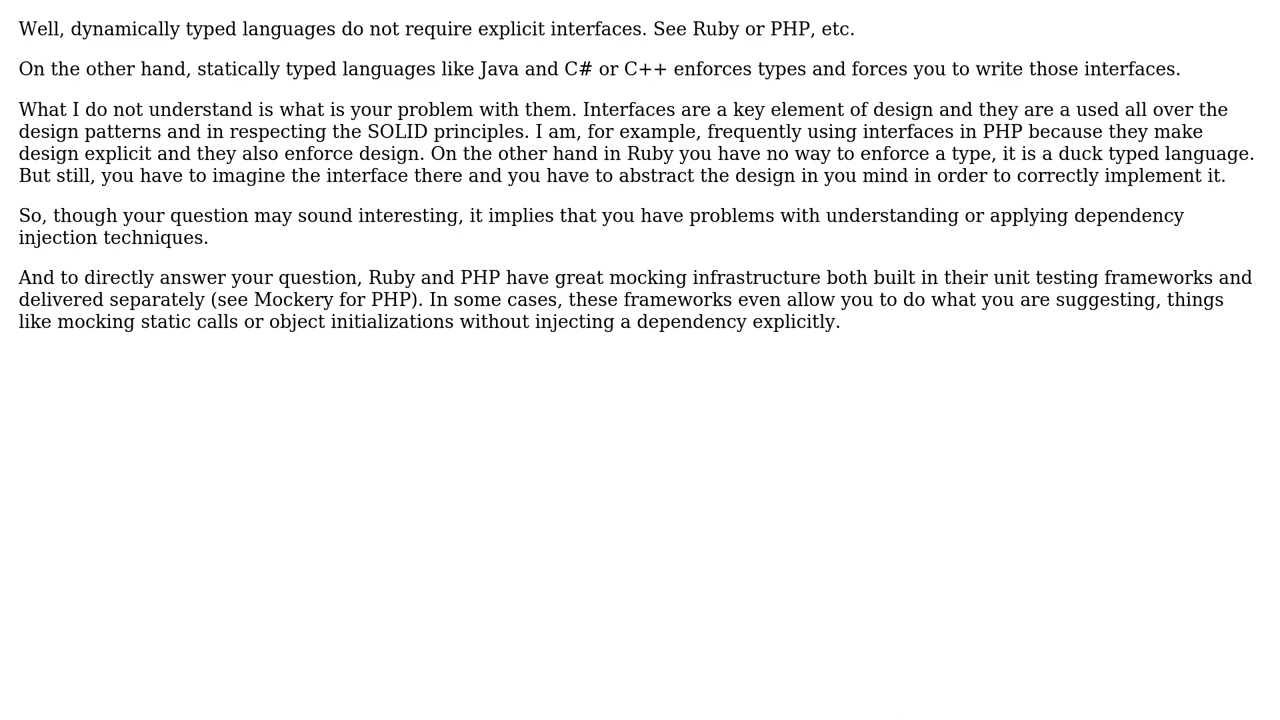 Well, dynamically typed languages do not require explicit interfaces. See Ruby or PHP, etc.
On the other hand, statically typed languages like Java and C# or C++ enforces types and forces you to write those interfaces.
What I do not understand is what is your problem with them. Interfaces are a key element of design and they are a used all over the
design patterns and in respecting the SOLID principles. I am, for example, frequently using interfaces in PHP because they make
design explicit and they also enforce design. On the other hand in Ruby you have no way to enforce a type, it is a duck typed language.
But still, you have to imagine the interface there and you have to abstract the design in you mind in order to correctly implement it.
So, though your question may sound interesting, it implies that you have problems with understanding or applying dependency
injection techniques.
And to directly answer your question, Ruby and PHP have great mocking infrastructure both built in their unit testing frameworks and
delivered separately (see Mockery for PHP). In some cases, these frameworks even allow you to do what you are suggesting, things
like mocking static calls or object initializations without injecting a dependency explicitly.